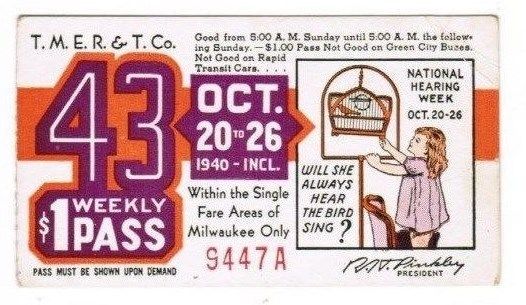 T. M. E. R. & T. Co.
Good from 5:00 A. M. Sunday until 5:00 A. M. the follow-
ing Sunday. — $1.00 Pass Not Good on Green City Buses.
Not Good on Rapid
Transit Cars. . . .
43
WEEKLY
$1 PASS
PASS MUST BE SHOWN UPON DEMAND
OCT.
20 TO 26
1940 - INCL.
Within the Single
Fare Areas of
Milwaukee Only
9447A
NATIONAL
HEARING
WEEK
OCT. 20-26
WILL SHE
ALWAYS
HEAR
THE BIRD
SING ?
R. H. Pinkley
PRESIDENT